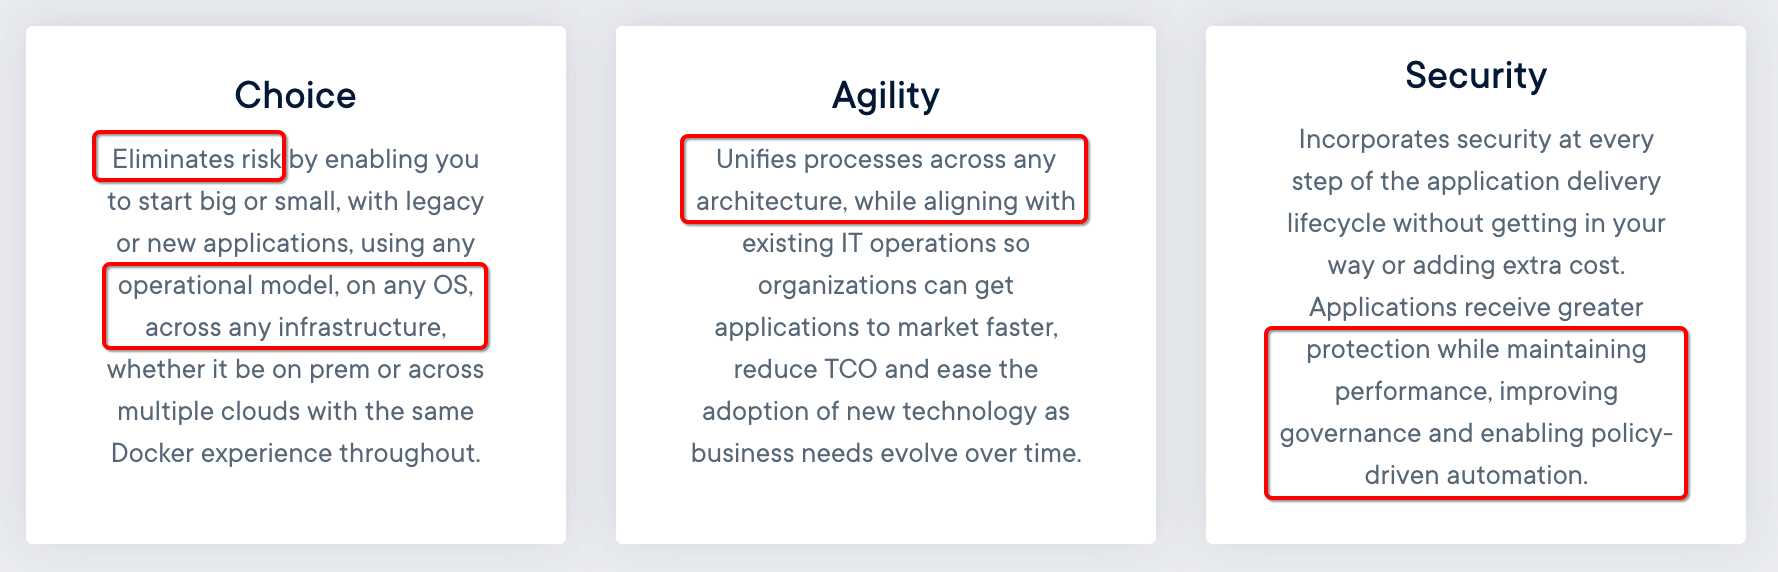 Choice
Eliminates risk by enabling you
to start big or small, with legacy
or new applications, using any
operational model, on any OS,
across any infrastructure,
whether it be on prem or across
multiple clouds with the same
Docker experience throughout.
Agility
Unifies processes across any
architecture, while aligning with
existing IT operations so
organizations can get
applications to market faster,
reduce TCO and ease the
adoption of new technology as
business needs evolve over time.
Security
Incorporates security at every
step of the application delivery
lifecycle without getting in your
way or adding extra cost.
Applications receive greater
protection while maintaining
performance, improving
governance and enabling policy-
driven automation.